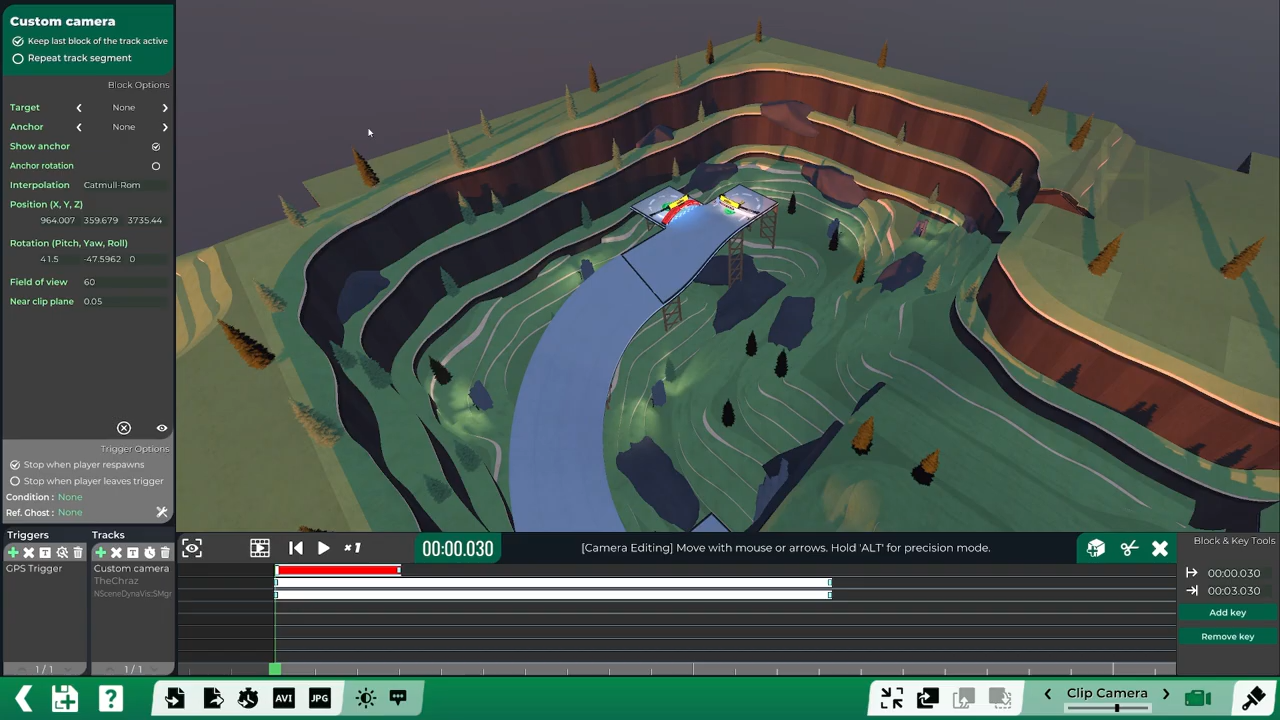 Custom camera
Keep last block of the track active
Repeat track segment
Block Options
Target None
Anchor None
Show anchor
Anchor rotation
Interpolation Catmull-Rom
Position (X, Y, Z)
964.007 359.679 3735.44
Rotation (Pitch, Yaw, Roll)
41.5 -47.5962 0
Field of view 60
Near clip plane 0.05
Trigger Options
Stop when player respawns
Stop when player leaves trigger
Condition : None
Ref. Ghost : None
Triggers
GPS Trigger
1 / 1
Tracks
Custom camera
TheChraz
NSceneDynaVis::SMgr
1 / 1
×1
00:00.030
[Camera Editing] Move with mouse or arrows. Hold 'ALT' for precision mode.
Block & Key Tools
00:00.030
00:03.030
Add key
Remove key
?
AVI
JPG
Clip Camera